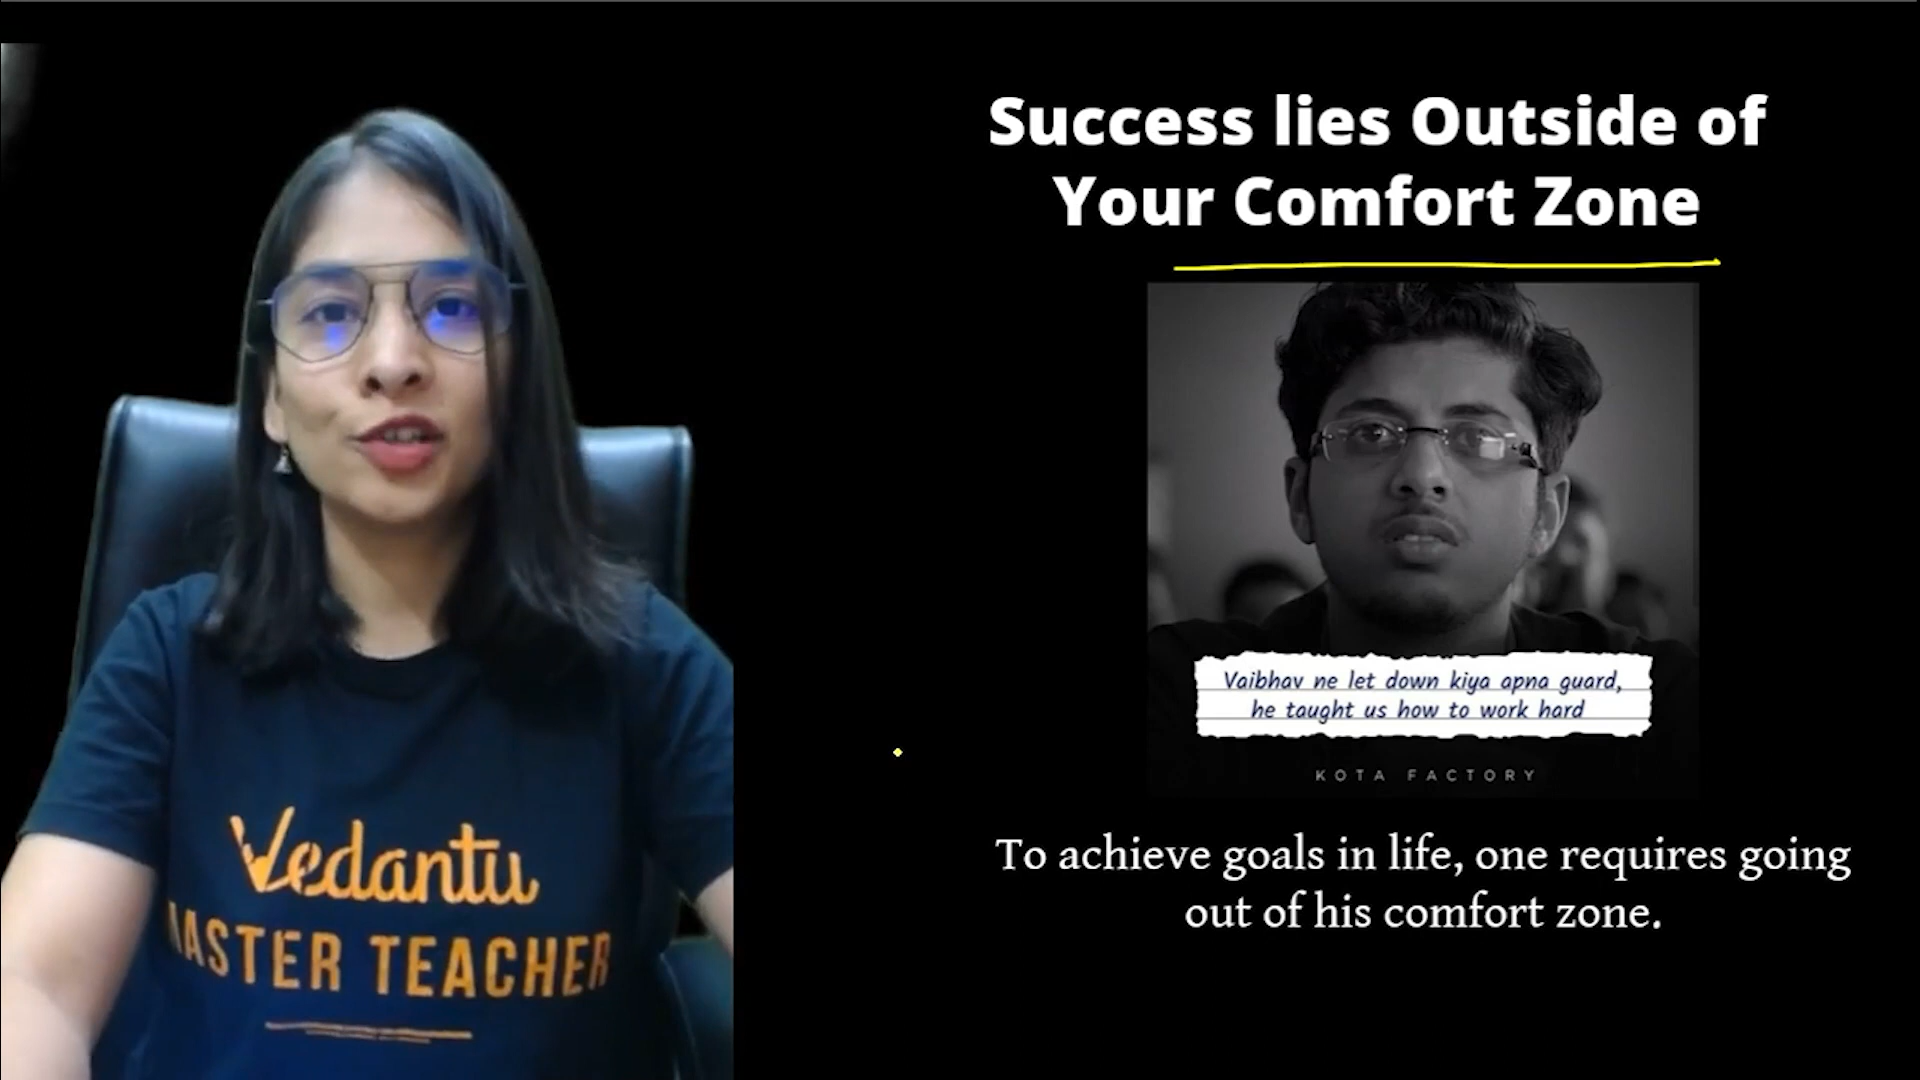 Success lies Outside of
Your Comfort Zone
Vaibhav ne let down kiya apna guard,
he taught us how to work hard
KOTA FACTORY
To achieve goals in life, one requires going
out of his comfort zone.
Vedantu
MASTER TEACHER